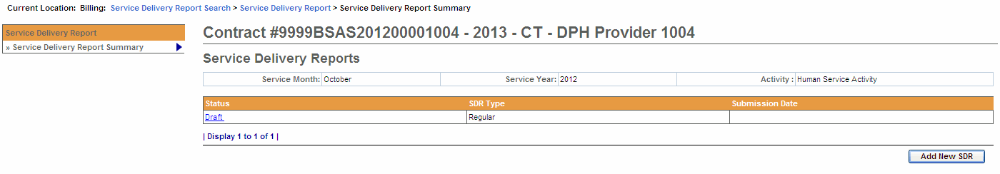 Current Location: Billing: Service Delivery Report Search > Service Delivery Report > Service Delivery Report Summary
Service Delivery Report
» Service Delivery Report Summary
Contract #9999BSAS201200001004 - 2013 - CT - DPH Provider 1004
Service Delivery Reports
Service Month: October Service Year: 2012 Activity : Human Service Activity
Status SDR Type Submission Date
Draft Regular
| Display 1 to 1 of 1 |
Add New SDR